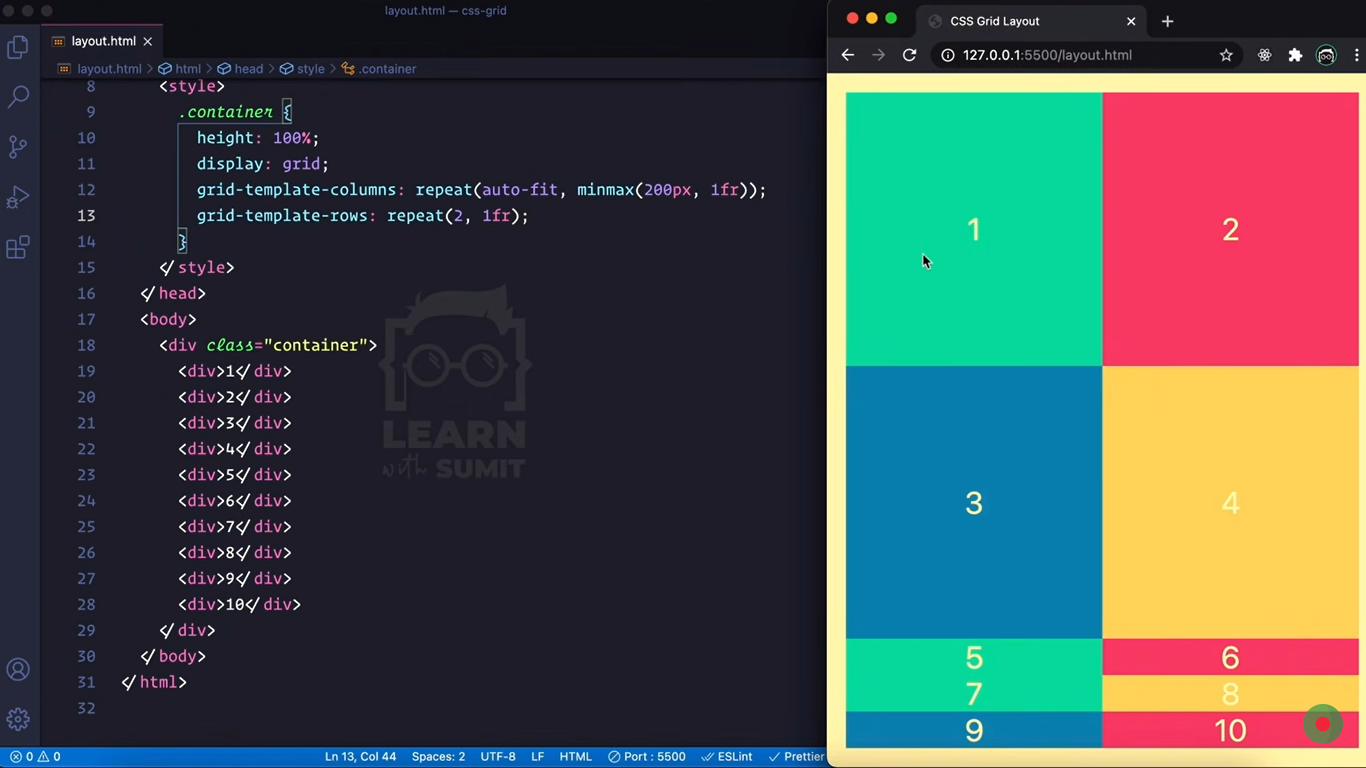 layout.html — css-grid
layout.html
layout.html > html > head > style > .container
8 <style>
9 .container {
10 height: 100%;
11 display: grid;
12 grid-template-columns: repeat(auto-fit, minmax(200px, 1fr));
13 grid-template-rows: repeat(2, 1fr);
14 }
15 </style>
16 </head>
17 <body>
18 <div class="container">
19 <div>1</div>
20 <div>2</div>
21 <div>3</div>
22 <div>4</div>
23 <div>5</div>
24 <div>6</div>
25 <div>7</div>
26 <div>8</div>
27 <div>9</div>
28 <div>10</div>
29 </div>
30 </body>
31 </html>
32
LEARN
with SUMIT
0 0 Ln 13, Col 44 Spaces: 2 UTF-8 LF HTML Port : 5500 ESLint Prettier
CSS Grid Layout
127.0.0.1:5500/layout.html
1 2
3 4
5 6
7 8
9 10